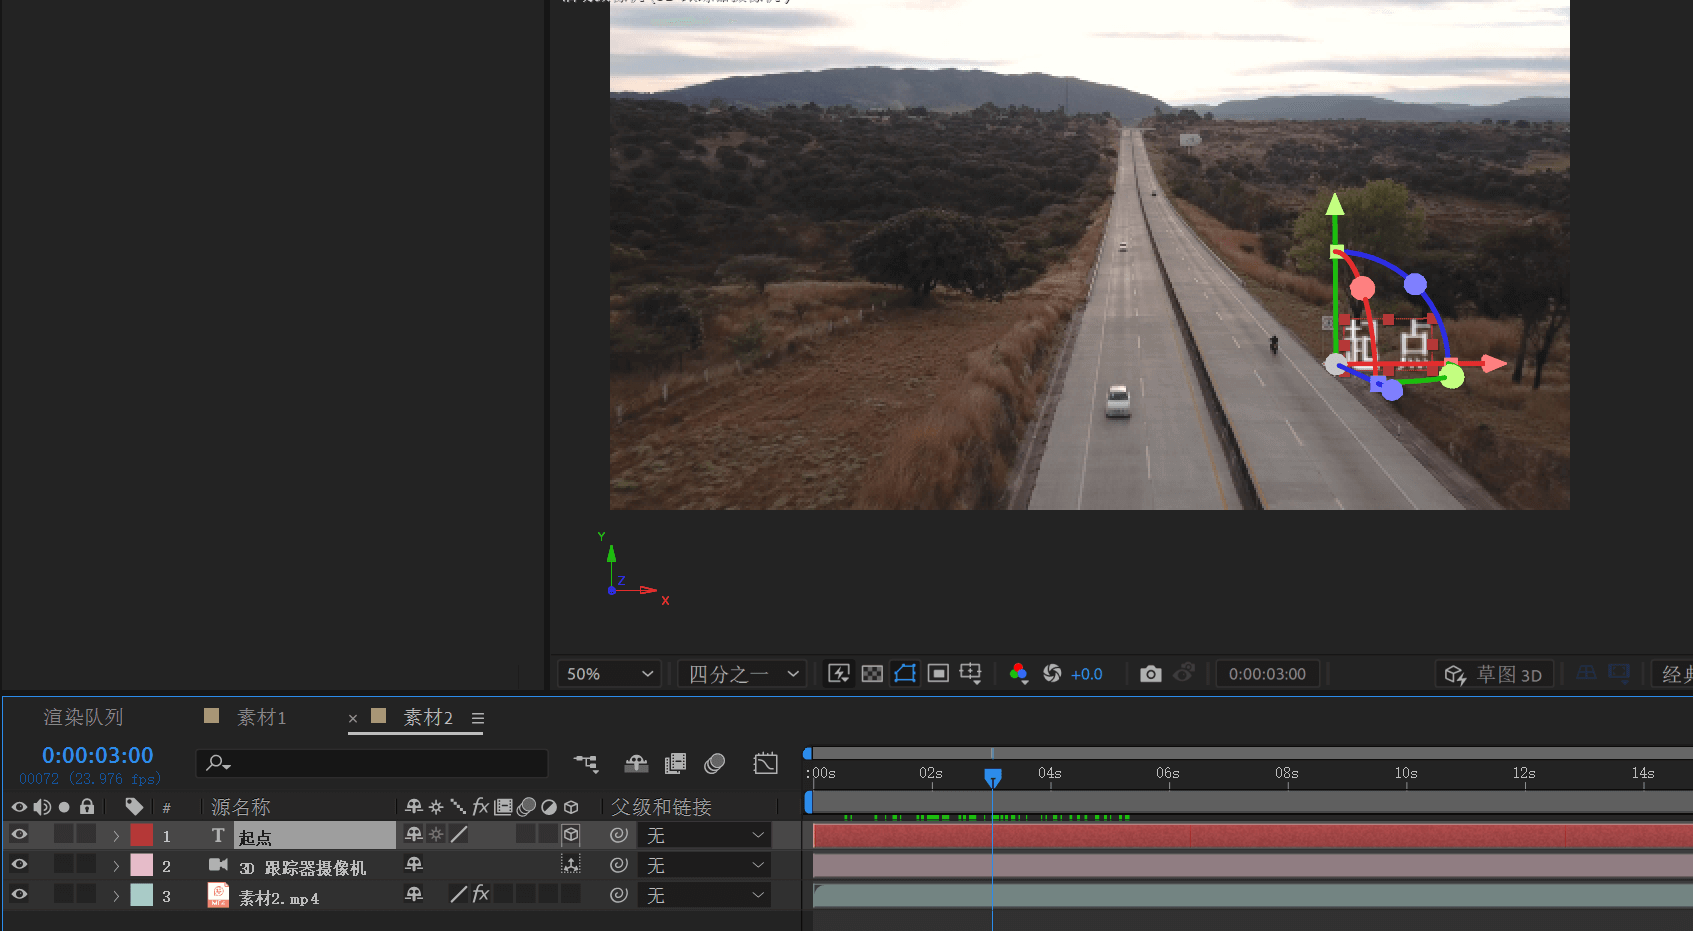 起点
Y
Z
X
50%
四分之一
+0.0
0:00:03:00
草图 3D
经典
渲染队列
素材1
× 素材2
0:00:03:00
00072 (23.976 fps)
:00s 02s 04s 06s 08s 10s 12s 14s
# 源名称 fx 父级和链接
1 T 起点 无
2 3D 跟踪器摄像机 无
3 素材2.mp4 fx 无